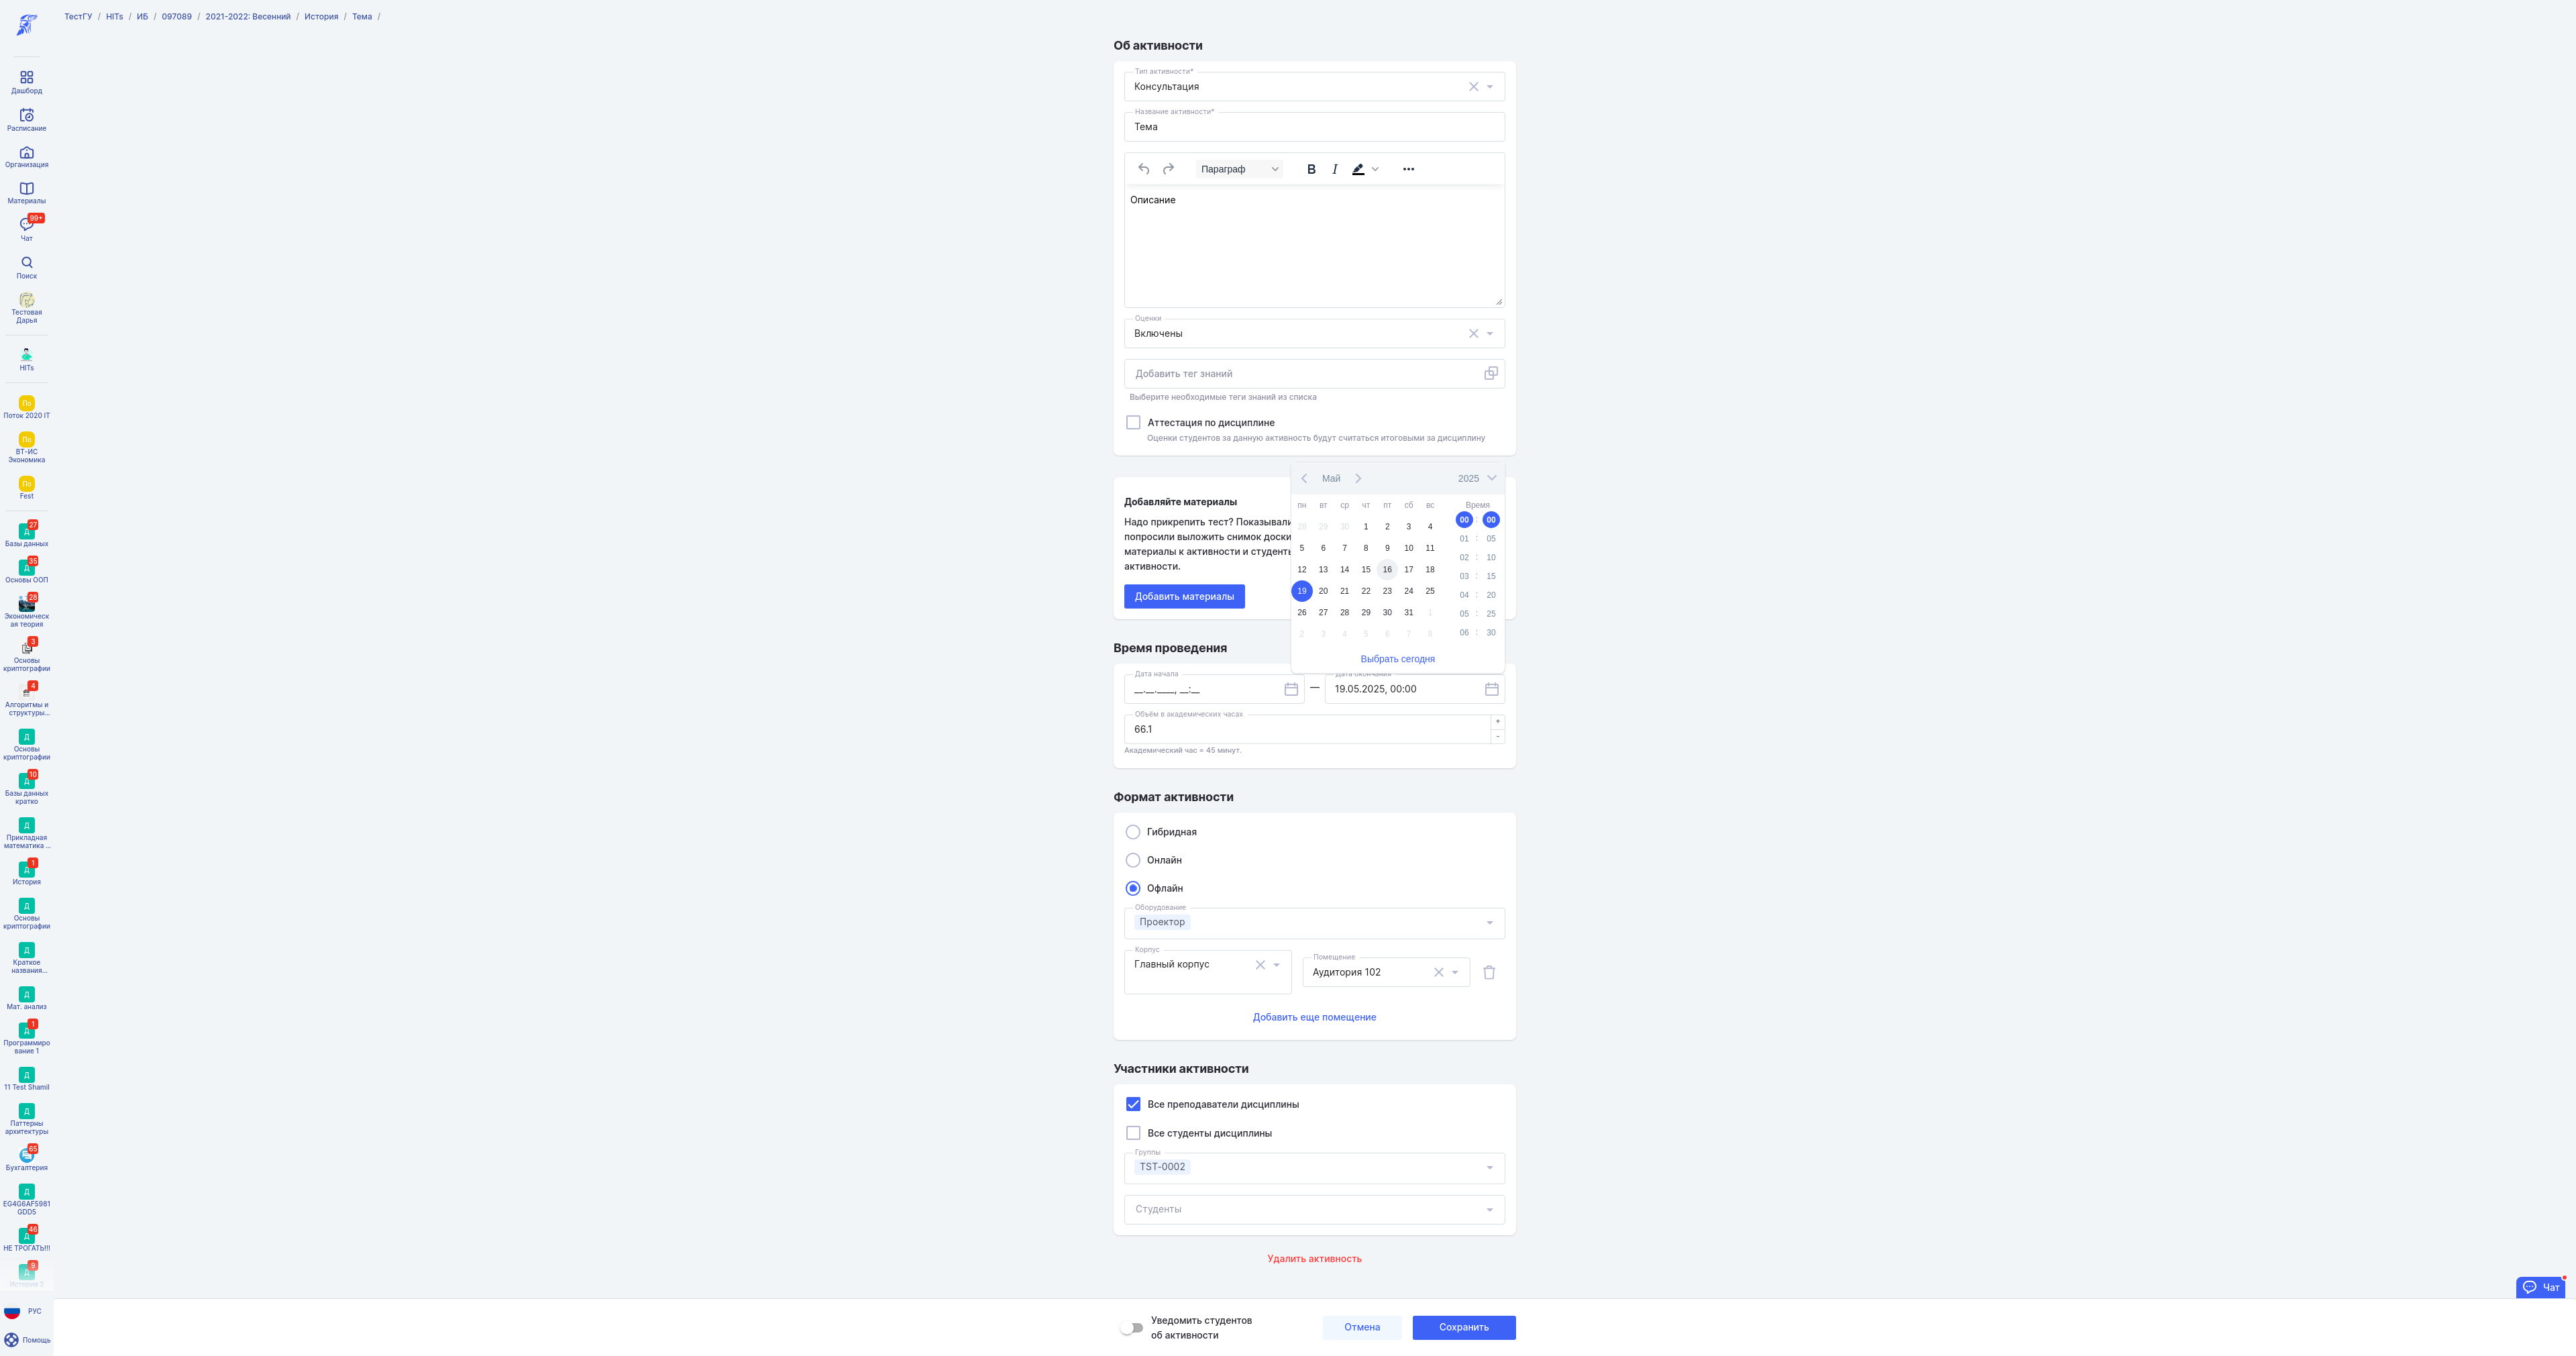 ТестГУ / HITs / ИБ / 097089 / 2021-2022: Весенний / История / Тема /
Дашборд
Расписание
Организация
Материалы
99+
Чат
Поиск
Тестовая
Дарья
HITs
По
Поток 2020 IT
По
ВТ-ИС
Экономика
По
Fest
27
Д
Базы данных
35
Д
Основы ООП
28
Экономическ
ая теория
3
Основы
криптографии
4
Алгоритмы и
структуры...
Д
Основы
криптографии
10
Д
Базы данных
кратко
Д
Прикладная
математика ...
1
Д
История
Д
Основы
криптографии
Д
Краткое
названия...
Д
Мат. анализ
1
Д
Программиро
вание 1
Д
11 Test Shamil
Д
Паттерны
архитектуры
65
Бухгалтерия
Д
EG4G6AF5981
GDD5
46
Д
НЕ ТРОГАТЬ!!!
9
Д
История 2
РУС
Помощь
Об активности
Тип активности*
Консультация
Название активности*
Тема
Параграф B I
Описание
Оценки
Включены
Добавить тег знаний
Выберите необходимые теги знаний из списка
Аттестация по дисциплине
Оценки студентов за данную активность будут считаться итоговыми за дисциплину
Добавляйте материалы
Надо прикрепить тест? Показывали
попросили выложить снимок доски
материалы к активности и студенты
активности.
Добавить материалы
Май 2025
пн вт ср чт пт сб вс Время
28 29 30 1 2 3 4 00 00
5 6 7 8 9 10 11 01 : 05
12 13 14 15 16 17 18 02 : 10
19 20 21 22 23 24 25 03 : 15
26 27 28 29 30 31 1 04 : 20
2 3 4 5 6 7 8 05 : 25
06 : 30
Выбрать сегодня
Время проведения
Дата начала Дата окончания
__.__.____, __:__ — 19.05.2025, 00:00
Объём в академических часах
66.1 + -
Академический час = 45 минут.
Формат активности
Гибридная
Онлайн
Офлайн
Оборудование
Проектор
Корпус
Главный корпус
Помещение
Аудитория 102
Добавить еще помещение
Участники активности
Все преподаватели дисциплины
Все студенты дисциплины
Группы
TST-0002
Студенты
Удалить активность
Уведомить студентов
об активности
Отмена
Сохранить
Чат